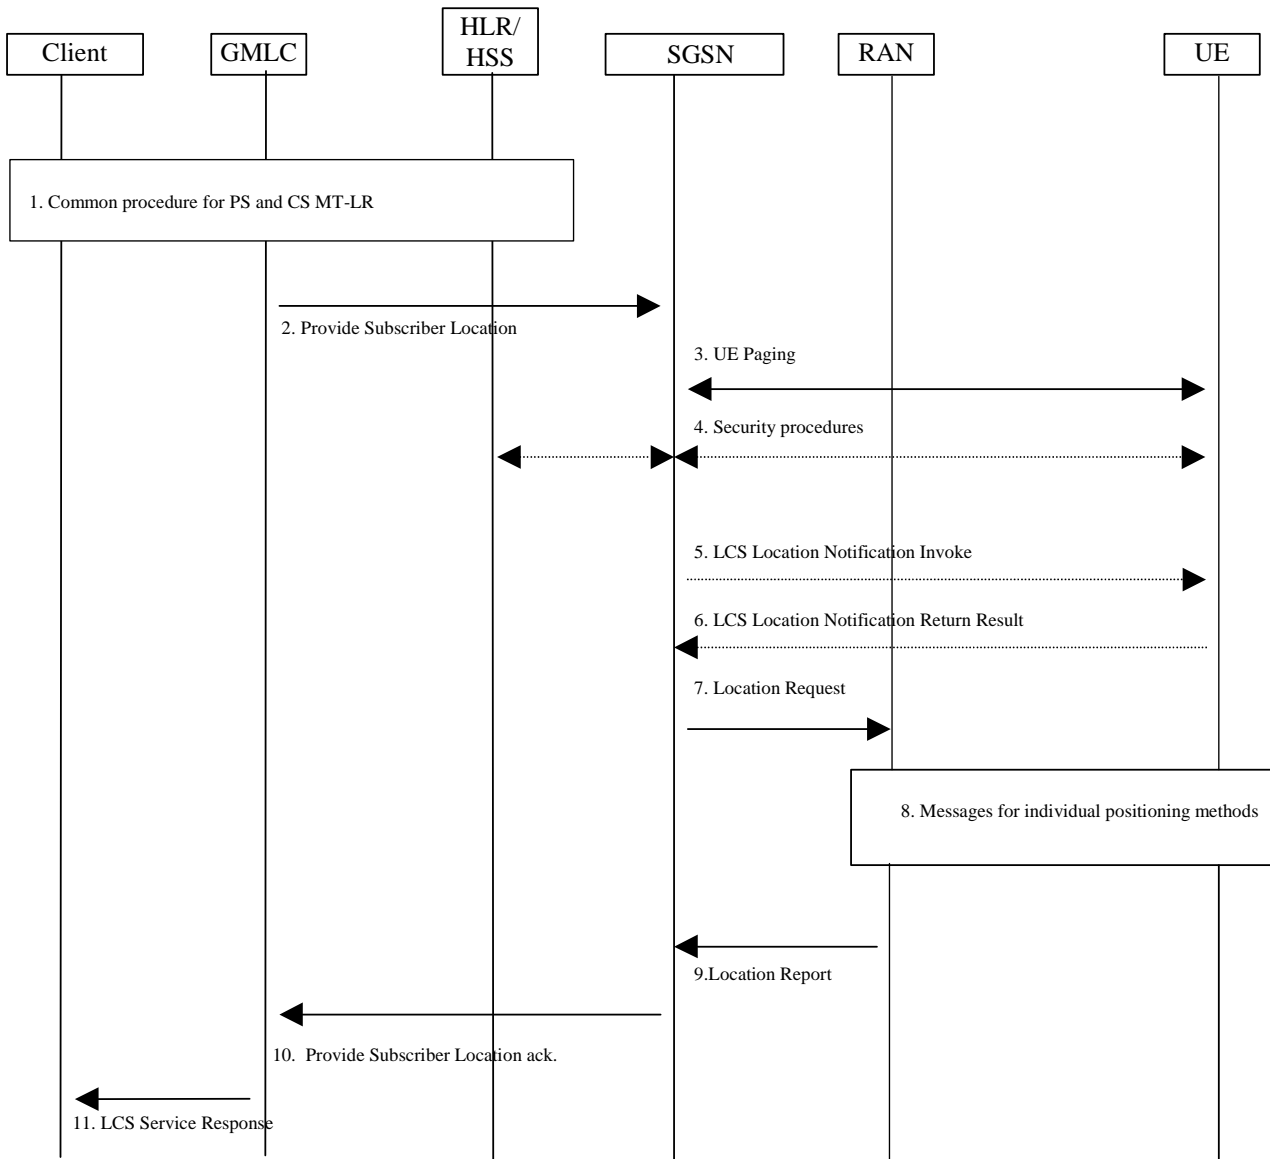 Client
GMLC
HLR/
HSS
SGSN
RAN
UE
1. Common procedure for PS and CS MT-LR
2. Provide Subscriber Location
3. UE Paging
4. Security procedures
5. LCS Location Notification Invoke
6. LCS Location Notification Return Result
7. Location Request
8. Messages for individual positioning methods
9.Location Report
10.  Provide Subscriber Location ack.
11. LCS Service Response